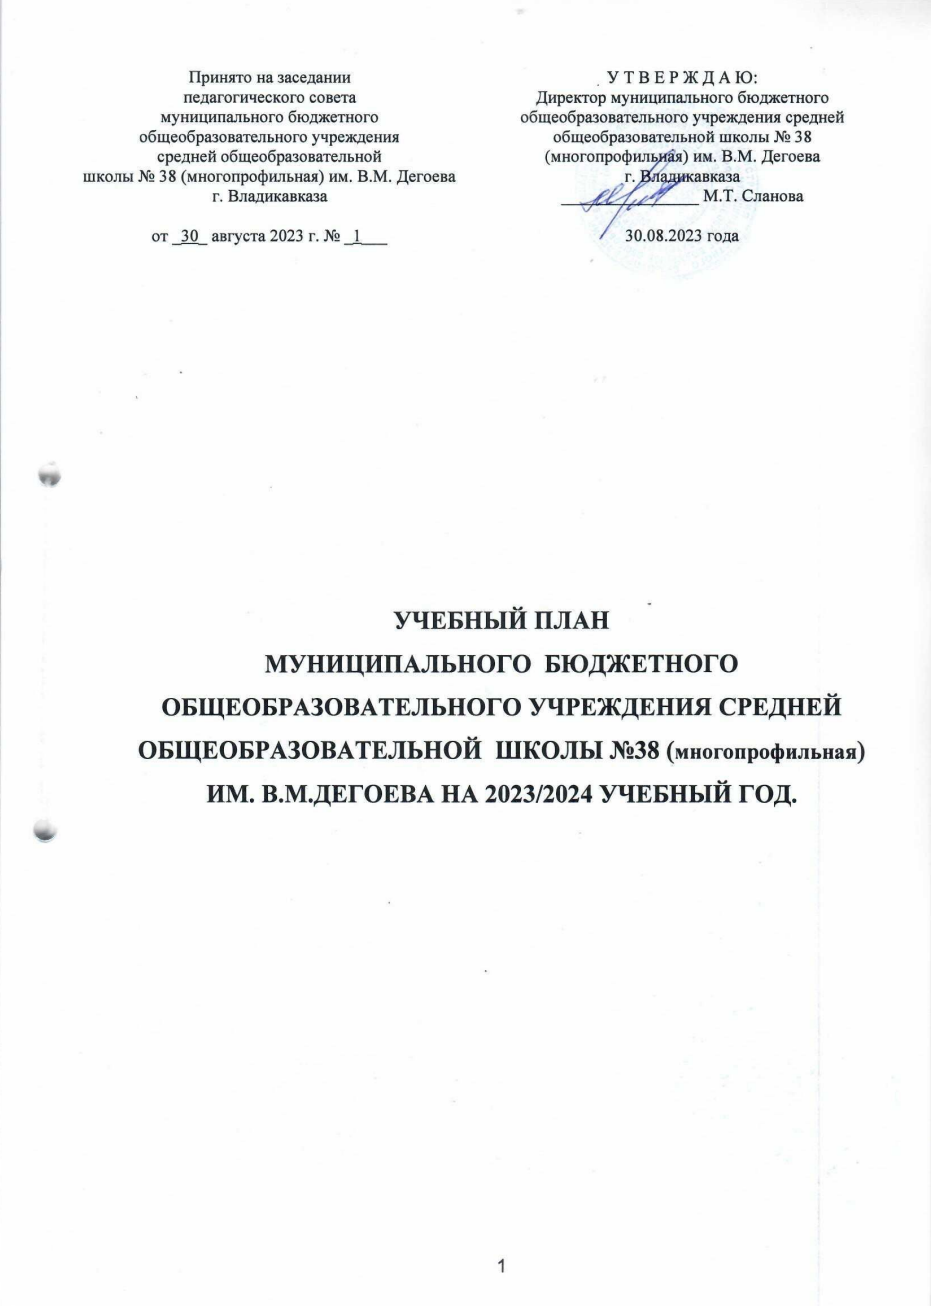 Принято на заседании
педагогического совета
муниципального бюджетного
общеобразовательного учреждения
средней общеобразовательной
школы № 38 (многопрофильная) им. В.М. Дегоева
г. Владикавказа
от _30_ августа 2023 г. № _1___
У Т В Е Р Ж Д А Ю:
Директор муниципального бюджетного
общеобразовательного учреждения средней
общеобразовательной школы № 38
(многопрофильная) им. В.М. Дегоева
г. Владикавказа
________________ М.Т. Сланова
30.08.2023 года
УЧЕБНЫЙ ПЛАН
МУНИЦИПАЛЬНОГО БЮДЖЕТНОГО
ОБЩЕОБРАЗОВАТЕЛЬНОГО УЧРЕЖДЕНИЯ СРЕДНЕЙ
ОБЩЕОБРАЗОВАТЕЛЬНОЙ ШКОЛЫ №38 (многопрофильная)
ИМ. В.М.ДЕГОЕВА НА 2023/2024 УЧЕБНЫЙ ГОД.
1